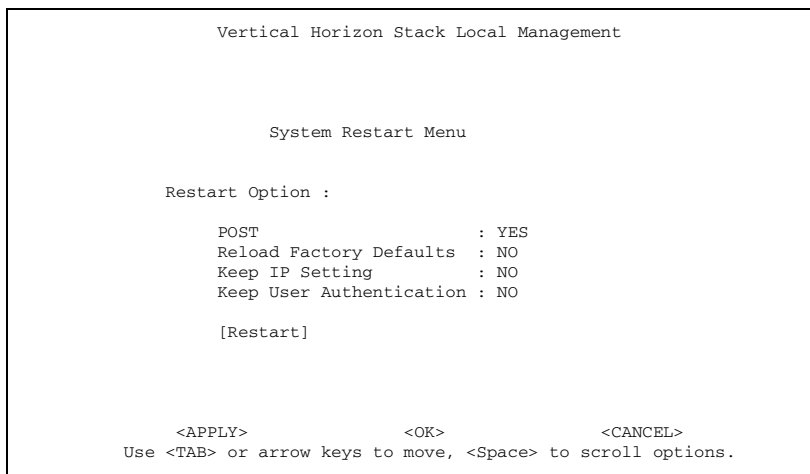 Vertical Horizon Stack Local Management
System Restart Menu
Restart Option :
POST : YES
Reload Factory Defaults : NO
Keep IP Setting : NO
Keep User Authentication : NO
[Restart]
<APPLY> <OK> <CANCEL>
Use <TAB> or arrow keys to move, <Space> to scroll options.